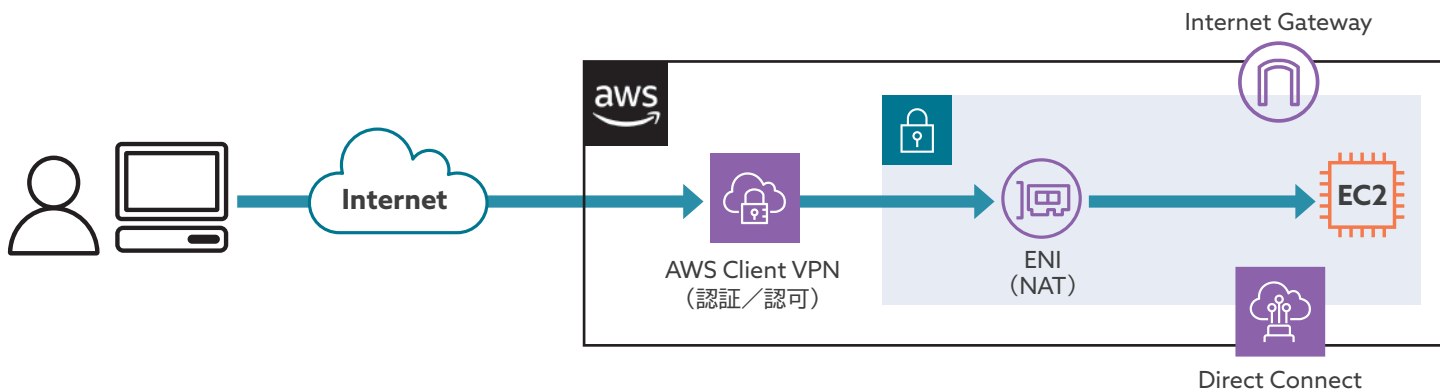 Internet Gateway
aws
Internet
EC2
AWS Client VPN
（認証／認可）
ENI
（NAT）
Direct Connect